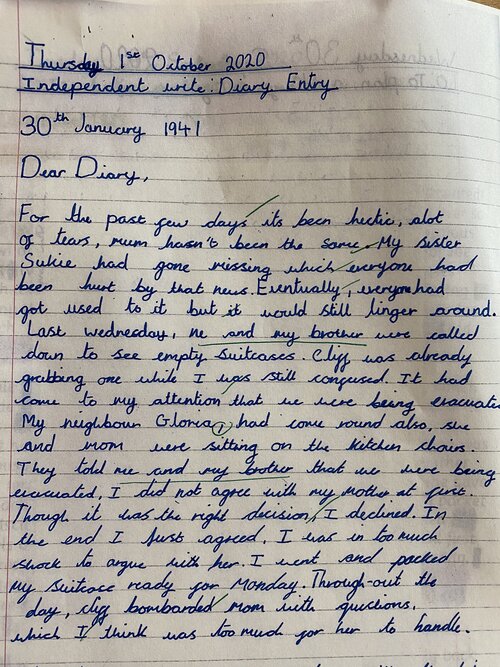 Thursday 1st October 2020
Independent write: Diary Entry
30th January 1941
Dear Diary,
For the past few days its been hectic, alot
of tears, mum hasn't been the same. My sister
Sukie had gone missing which everyone had
been hurt by that news. Eventually, everyone had
got used to it but it would still linger around.
Last wednesday, me and my brother were called
down to see empty suitcases. Cliff was already
grabbing one while I was still confused. It had
come to my attention that we were being evacuated
My neighbour Gloria, had come round also, she
and mom were sitting on the kitchen chairs.
They told me and my brother that we were being
evacuated, I did not agree with my mother at first.
Though it was the right decision, I declined. In
the end I just agreed, I was in too much
shock to argue with her. I went and packed
my suitcase ready for Monday. Through-out the
day, cliff bombarded mom with questions,
which I think was too much for her to handle.